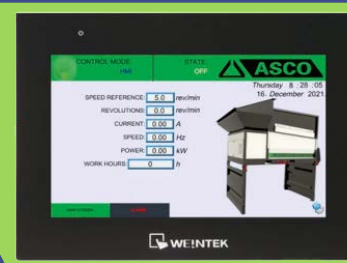 CONTROL MODE:
HMI
STATE:
OFF
ASCO
Thursday 8 : 28 : 05
16. December 2021
SPEED REFERENCE: 5.0 rev/min
REVOLUTIONS: 0.0 rev/min
CURRENT: 0.00 A
SPEED: 0.00 Hz
POWER: 0.00 kW
WORK HOURS: 0 h
ALARM
WEINTEK